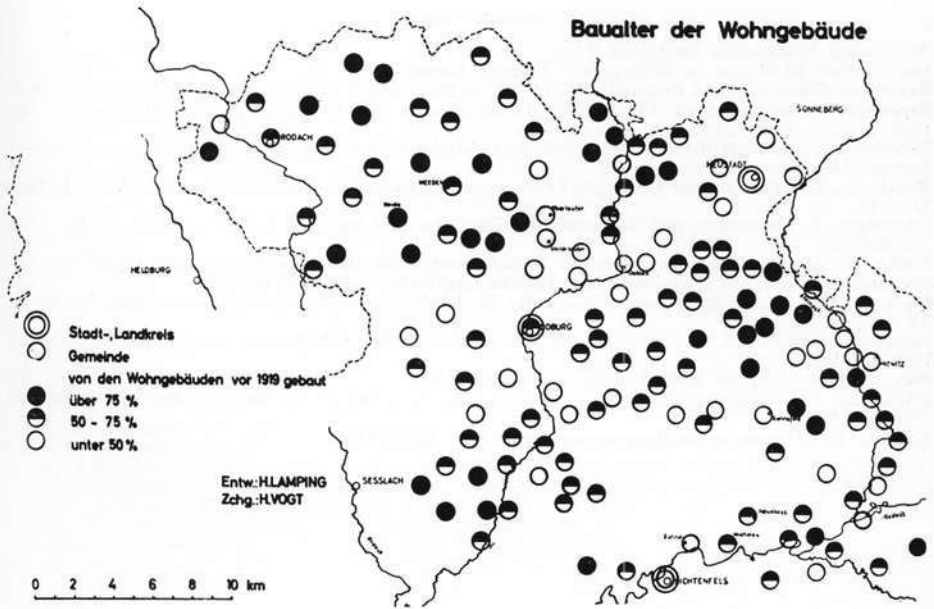 Baualter der Wohngebäude
SONNEBERG
RODACH
NEUSTADT
MEEDER
HELDBURG
COBURG
Stadt-, Landkreis
Gemeinde
von den Wohngebäuden vor 1919 gebaut
über 75 %
50 - 75 %
unter 50 %
Entw.: H.LAMPING
Zchg.: H.VOGT
SESSLACH
LICHTENFELS
0 2 4 6 8 10 km